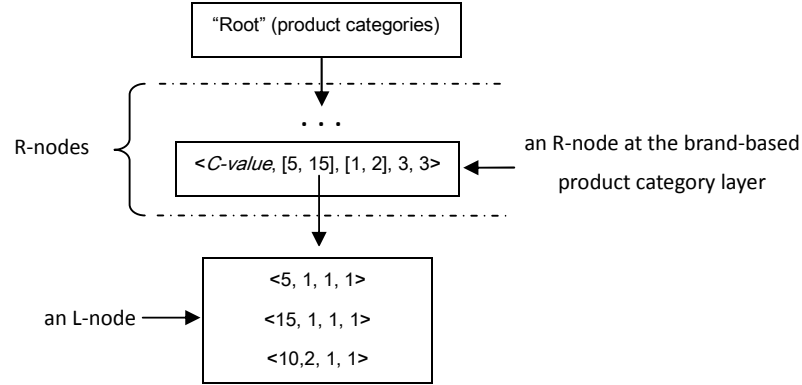 “Root” (product categories)
. . .
R-nodes
<C-value, [5, 15], [1, 2], 3, 3>
an R-node at the brand-based
product category layer
<5, 1, 1, 1>
an L-node
<15, 1, 1, 1>
<10,2, 1, 1>